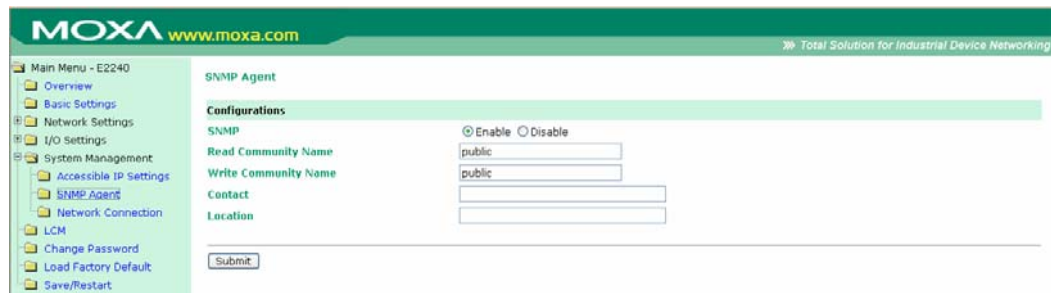 MOXA www.moxa.com
Total Solution for Industrial Device Networking
Main Menu - E2240
Overview
Basic Settings
Network Settings
I/O Settings
System Management
Accessible IP Settings
SNMP Agent
Network Connection
LCM
Change Password
Load Factory Default
Save/Restart
SNMP Agent
Configurations
SNMP Enable Disable
Read Community Name public
Write Community Name public
Contact
Location
Submit